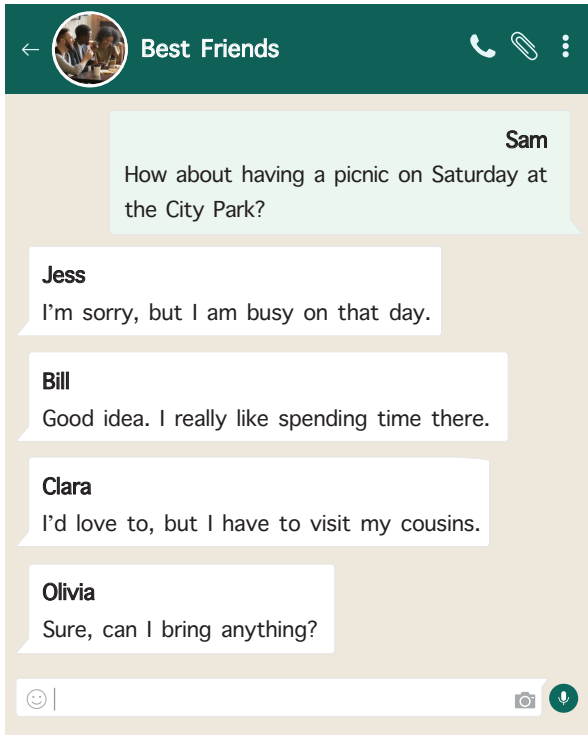 Best Friends
Sam
How about having a picnic on Saturday at
the City Park?
Jess
I’m sorry, but I am busy on that day.
Bill
Good idea. I really like spending time there.
Clara
I’d love to, but I have to visit my cousins.
Olivia
Sure, can I bring anything?